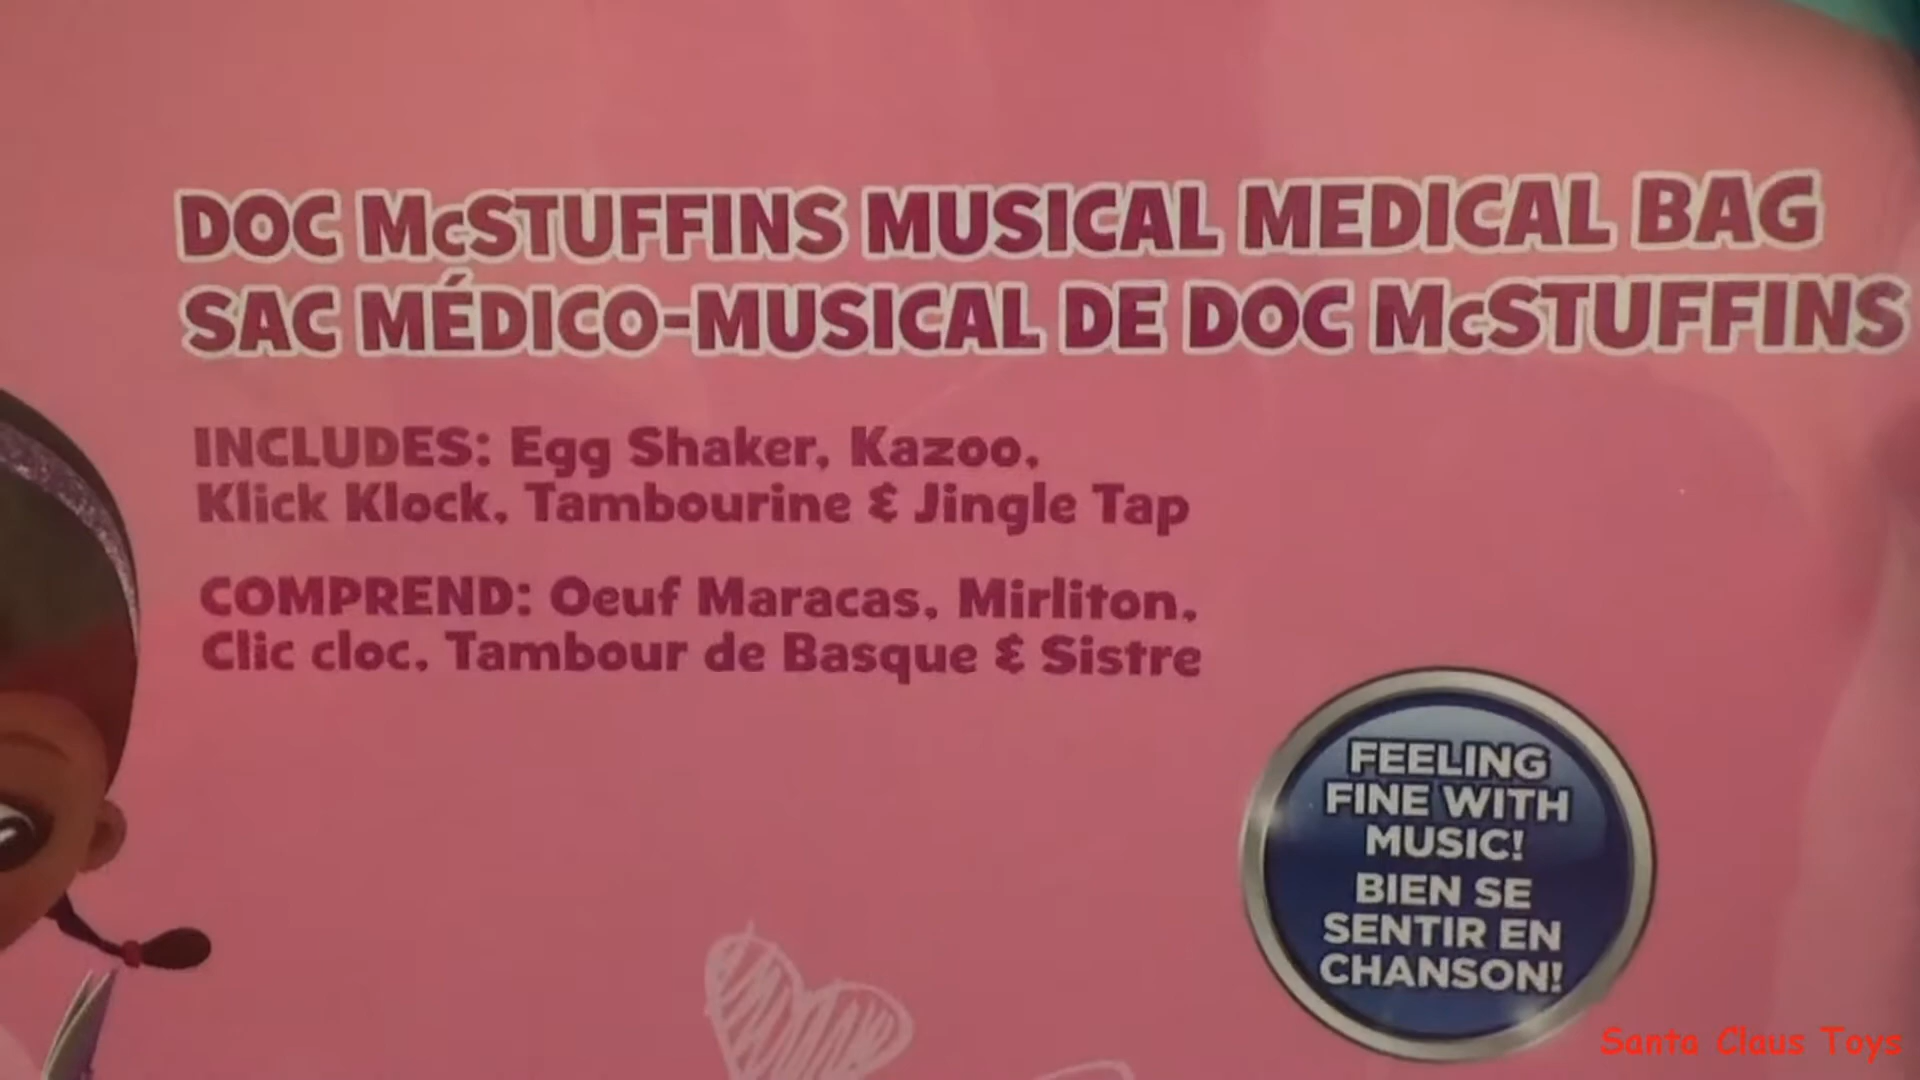 DOC McSTUFFINS MUSICAL MEDICAL BAG
SAC MÉDICO-MUSICAL DE DOC McSTUFFINS
INCLUDES: Egg Shaker, Kazoo,
Klick Klock, Tambourine & Jingle Tap
COMPREND: Oeuf Maracas, Mirliton,
Clic cloc, Tambour de Basque & Sistre
FEELING
FINE WITH
MUSIC!
BIEN SE
SENTIR EN
CHANSON!
Santa Claus Toys